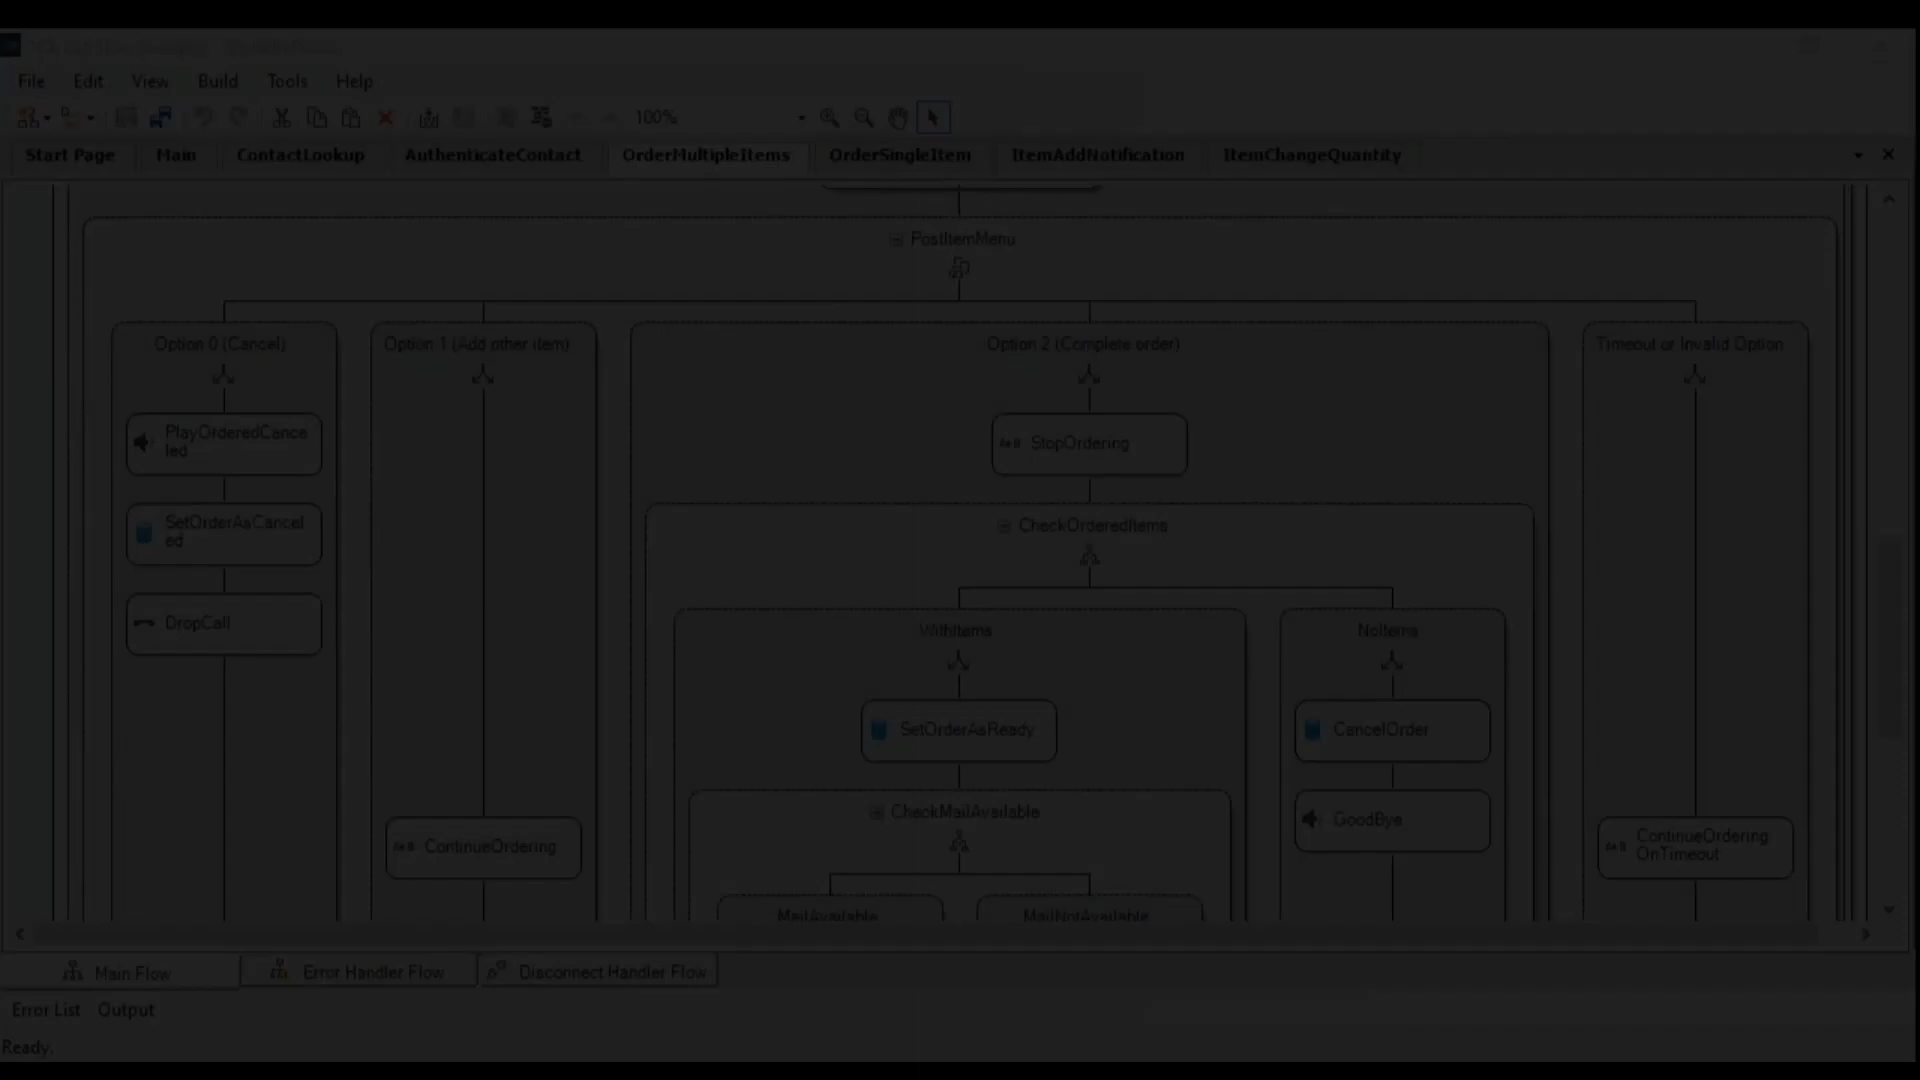 File Edit View Build Tools Help
100%
Start Page Main ContactLookup AuthenticateContact OrderMultipleItems OrderSingleItem ItemAddNotification ItemChangeQuantity
PostItemMenu
Option 0 (Cancel) Option 1 (Add other item) Option 2 (Complete order) Timeout or Invalid Option
PlayOrderedCance
lled
StopOrdering
SetOrderAsCancel
ed
CheckOrderedItems
DropCall
WithItems NoItems
SetOrderAsReady CancelOrder
CheckMailAvailable GoodBye
ContinueOrdering
ContinueOrdering
OnTimeout
MailAvailable MailNotAvailable
Main Flow Error Handler Flow Disconnect Handler Flow
Error List Output
Ready.